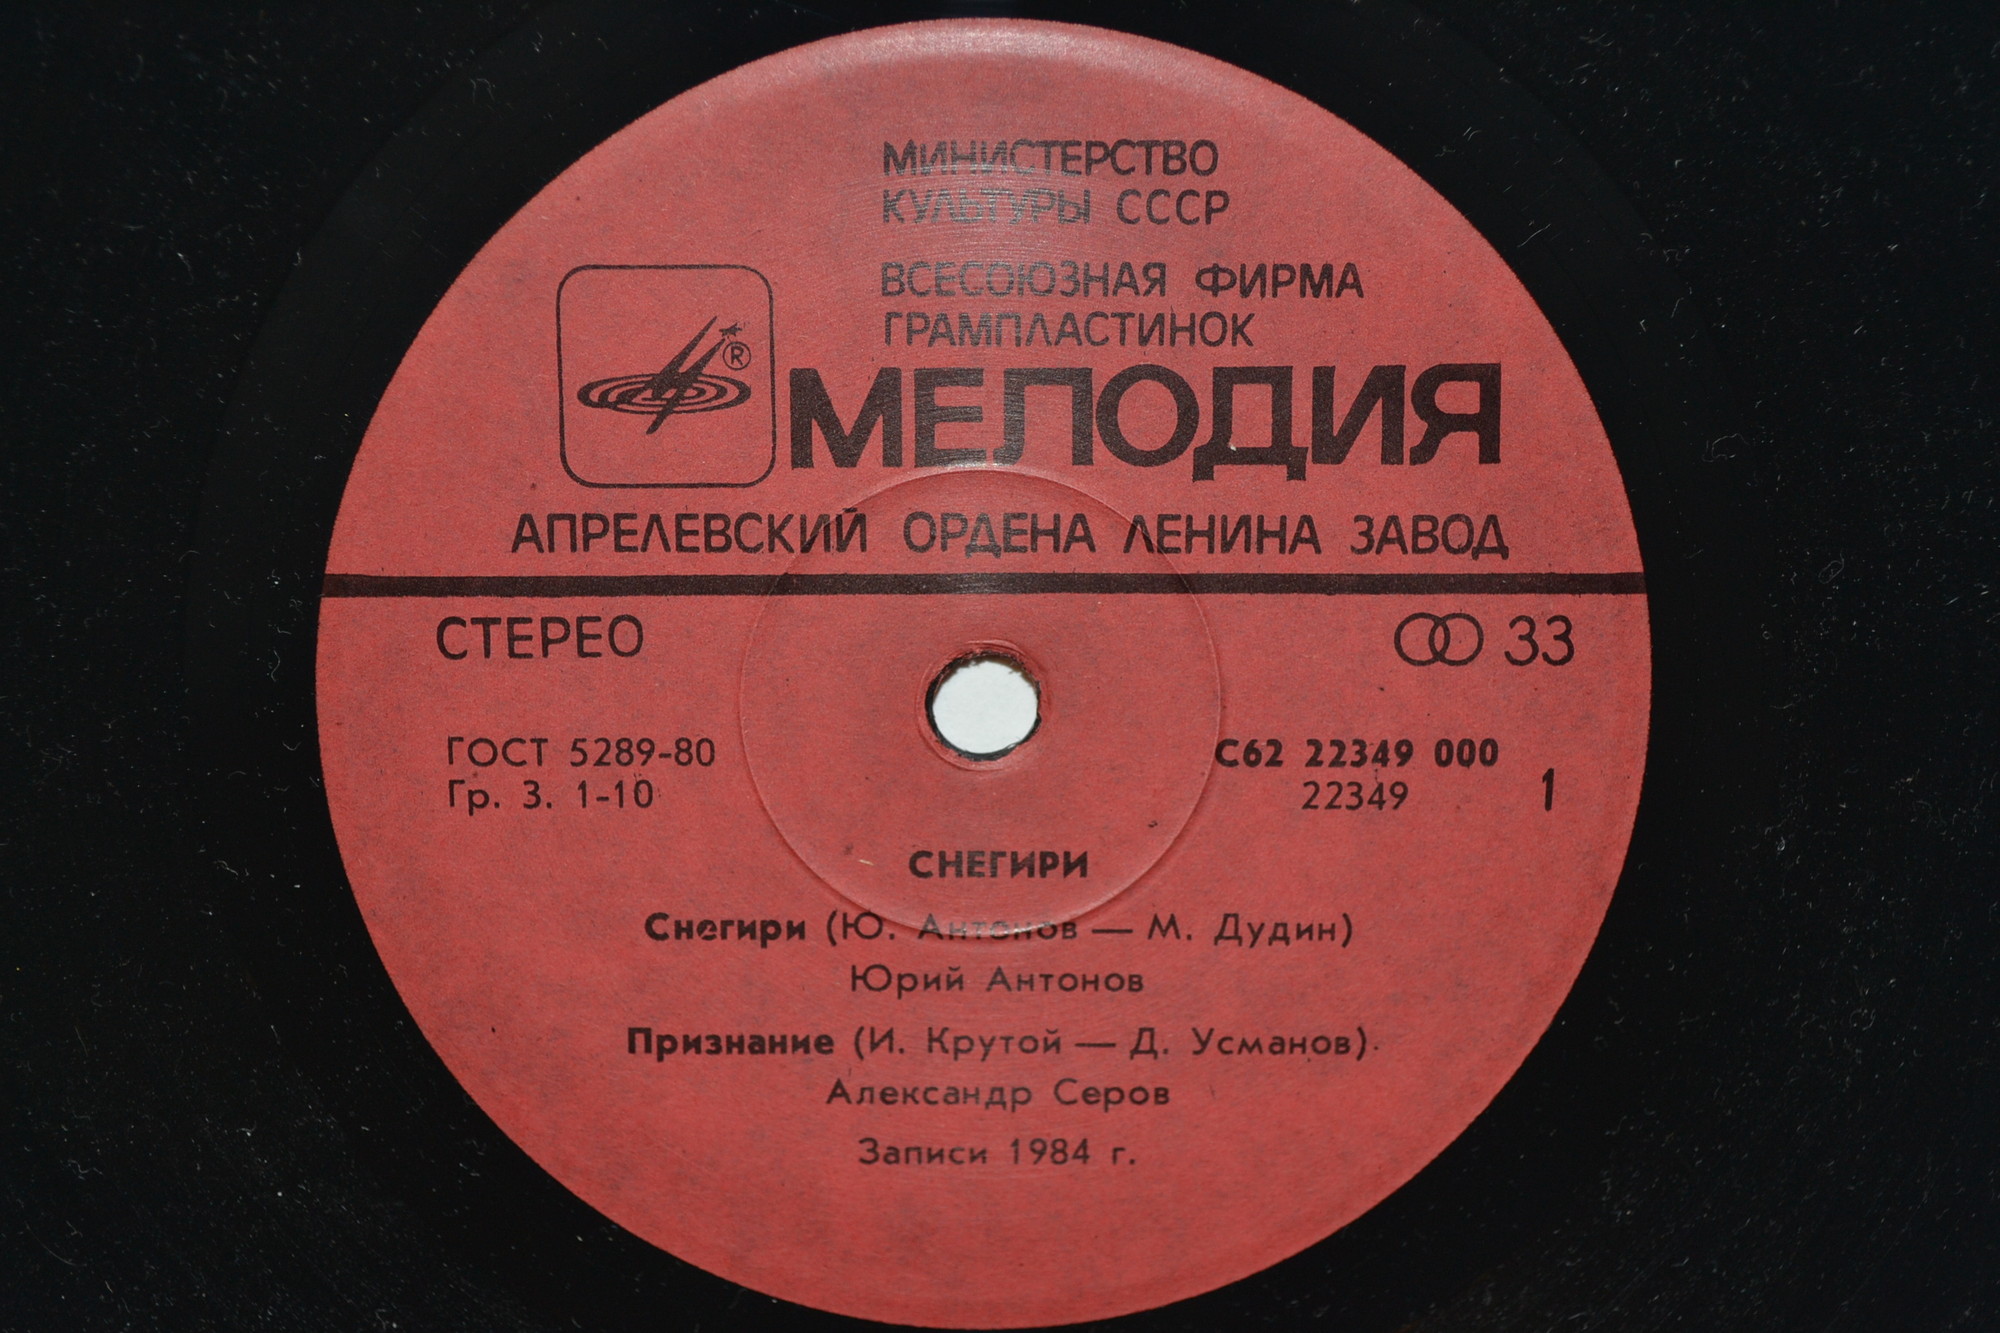 МИНИСТЕРСТВО
КУЛЬТУРЫ СССР
ВСЕСОЮЗНАЯ ФИРМА
ГРАМПЛАСТИНОК
®
МЕЛОДИЯ
АПРЕЛЕВСКИЙ ОРДЕНА ЛЕНИНА ЗАВОД
СТЕРЕО
33
ГОСТ 5289-80
Гр. 3. 1-10
С62 22349 000
22349
1
СНЕГИРИ
Снегири (Ю. Антонов — М. Дудин)
Юрий Антонов
Признание (И. Крутой — Д. Усманов)
Александр Серов
Записи 1984 г.